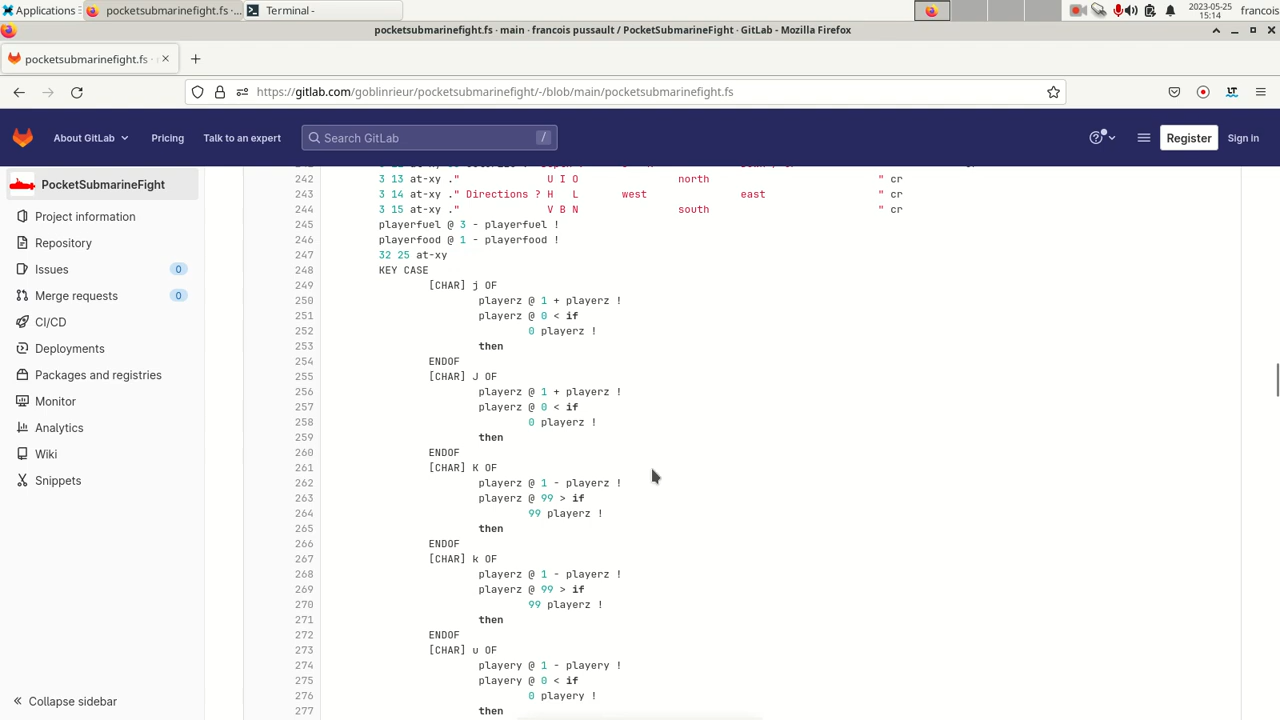 Applications
pocketsubmarinefight.fs ·...
Terminal -
2023-05-25
15:14
francois
pocketsubmarinefight.fs · main · francois pussault / PocketSubmarineFight · GitLab - Mozilla Firefox
pocketsubmarinefight.fs ·
https://gitlab.com/goblinrieur/pocketsubmarinefight/-/blob/main/pocketsubmarinefight.fs
LT
About GitLab
Pricing
Talk to an expert
Search GitLab
/
Register
Sign in
PocketSubmarineFight
Project information
Repository
Issues 0
Merge requests 0
CI/CD
Deployments
Packages and registries
Monitor
Analytics
Wiki
Snippets
Collapse sidebar
242 3 13 at-xy ." U I O north " cr
243 3 14 at-xy ." Directions ? H L west east " cr
244 3 15 at-xy ." V B N south " cr
245 playerfuel @ 3 - playerfuel !
246 playerfood @ 1 - playerfood !
247 32 25 at-xy
248 KEY CASE
249 [CHAR] j OF
250 playerz @ 1 + playerz !
251 playerz @ 0 < if
252 0 playerz !
253 then
254 ENDOF
255 [CHAR] J OF
256 playerz @ 1 + playerz !
257 playerz @ 0 < if
258 0 playerz !
259 then
260 ENDOF
261 [CHAR] K OF
262 playerz @ 1 - playerz !
263 playerz @ 99 > if
264 99 playerz !
265 then
266 ENDOF
267 [CHAR] k OF
268 playerz @ 1 - playerz !
269 playerz @ 99 > if
270 99 playerz !
271 then
272 ENDOF
273 [CHAR] u OF
274 playery @ 1 - playery !
275 playery @ 0 < if
276 0 playery !
277 then